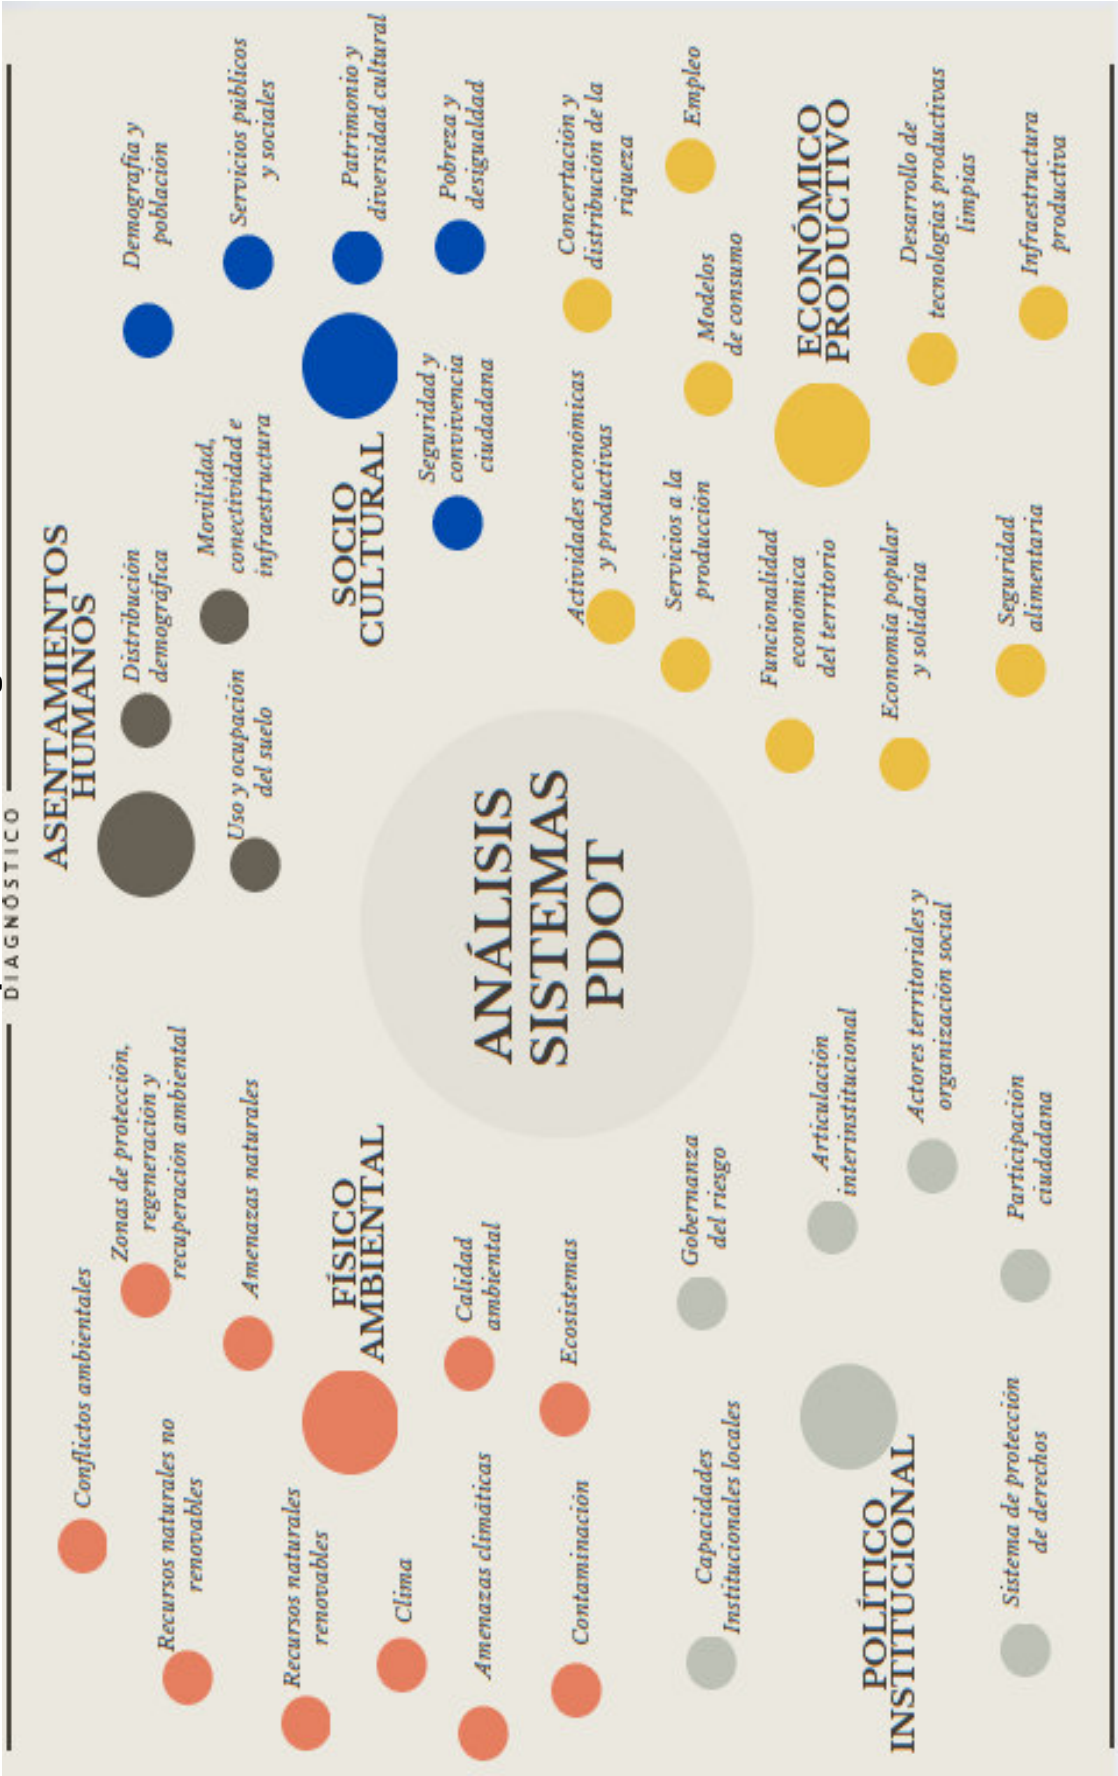 DIAGNÓSTICO
Conflictos ambientales
Zonas de protección,
regeneración y
recuperación ambiental
Recursos naturales no
renovables
Amenazas naturales
Recursos naturales
renovables
FÍSICO
AMBIENTAL
Clima
Calidad
ambiental
Amenazas climáticas
Ecosistemas
Contaminación
ASENTAMIENTOS
HUMANOS
Distribución
demográfica
Movilidad,
conectividad e
infraestructura
Uso y ocupación
del suelo
Demografía y
población
Servicios públicos
y sociales
Patrimonio y
diversidad cultural
SOCIO
CULTURAL
Pobreza y
desigualdad
Seguridad y
convivencia
ciudadana
ANÁLISIS
SISTEMAS
PDOT
Concertación y
distribución de la
riqueza
Actividades económicas
y productivas
Empleo
Modelos
de consumo
Servicios a la
producción
ECONÓMICO
PRODUCTIVO
Funcionalidad
económica
del territorio
Desarrollo de
tecnologías productivas
limpias
Economía popular
y solidaria
Infraestructura
productiva
Seguridad
alimentaria
Gobernanza
del riesgo
Capacidades
Institucionales locales
Articulación
interinstitucional
POLÍTICO
INSTITUCIONAL
Actores territoriales y
organización social
Participación
ciudadana
Sistema de protección
de derechos